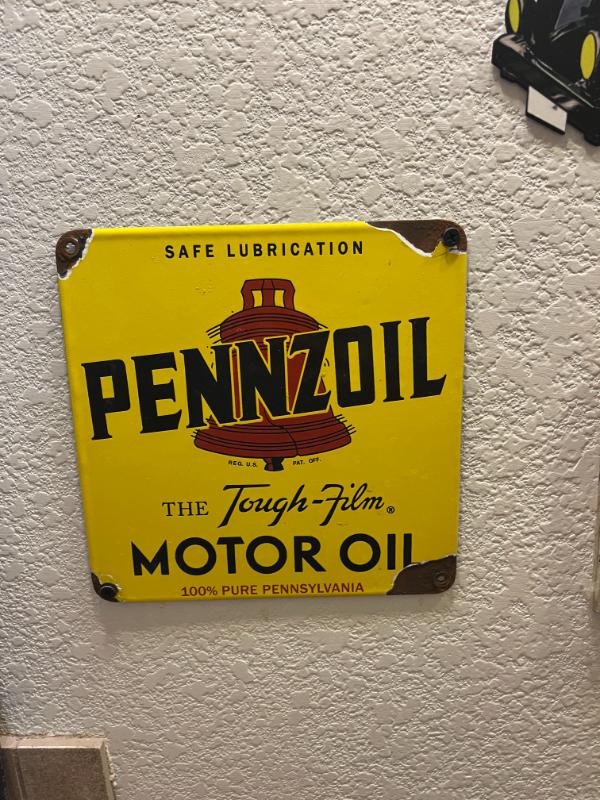 SAFE LUBRICATION
PENNZOIL
REG. U.S. PAT. OFF.
THE Tough-Film®
MOTOR OIL
100% PURE PENNSYLVANIA